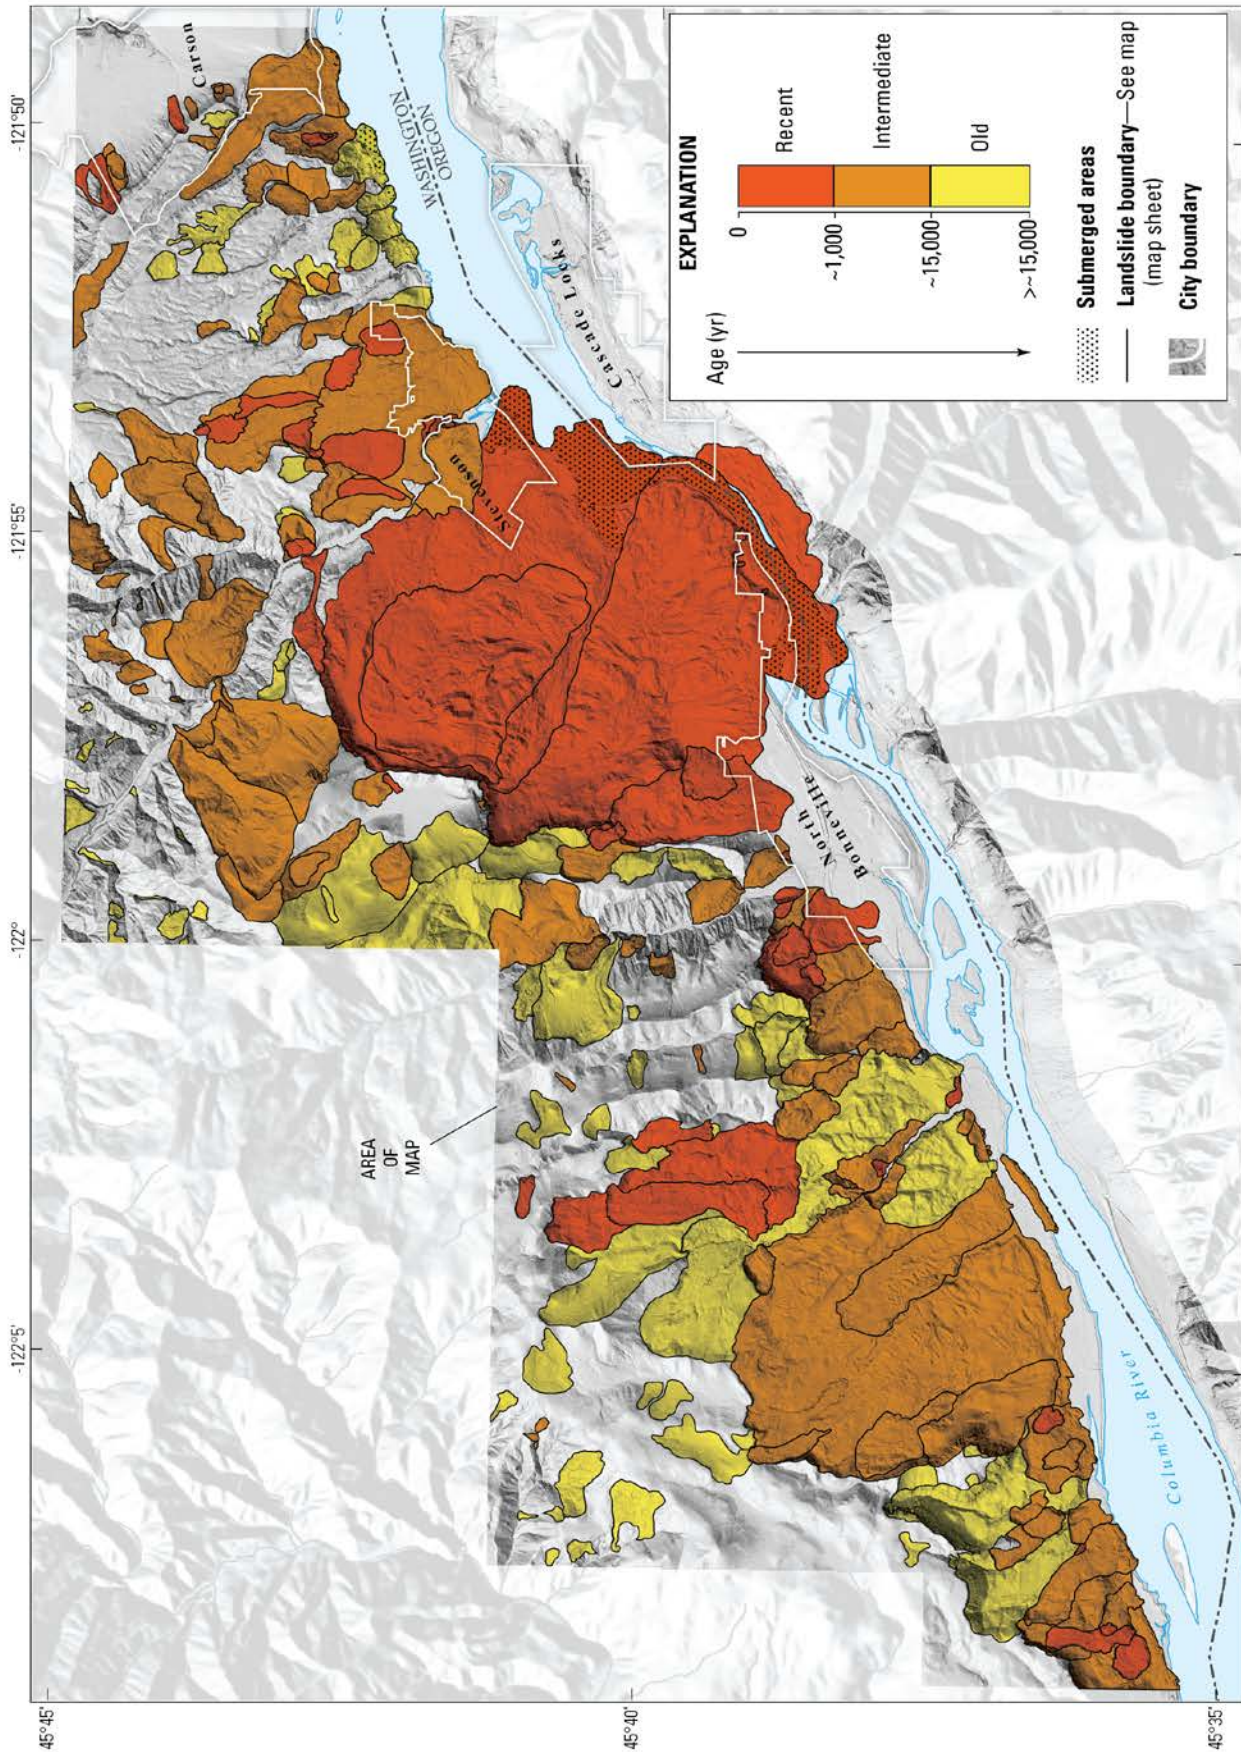 -122°5'
-122°
-121°55'
-121°50'
45°45'
45°40'
45°35'
AREA
OF
MAP
Carson
Stevenson
WASHINGTON
OREGON
Cascade Locks
North
Bonneville
Columbia River
EXPLANATION
Age (yr)
0
Recent
~1,000
Intermediate
~15,000
Old
>~15,000
Submerged areas
Landslide boundary—See map
(map sheet)
City boundary